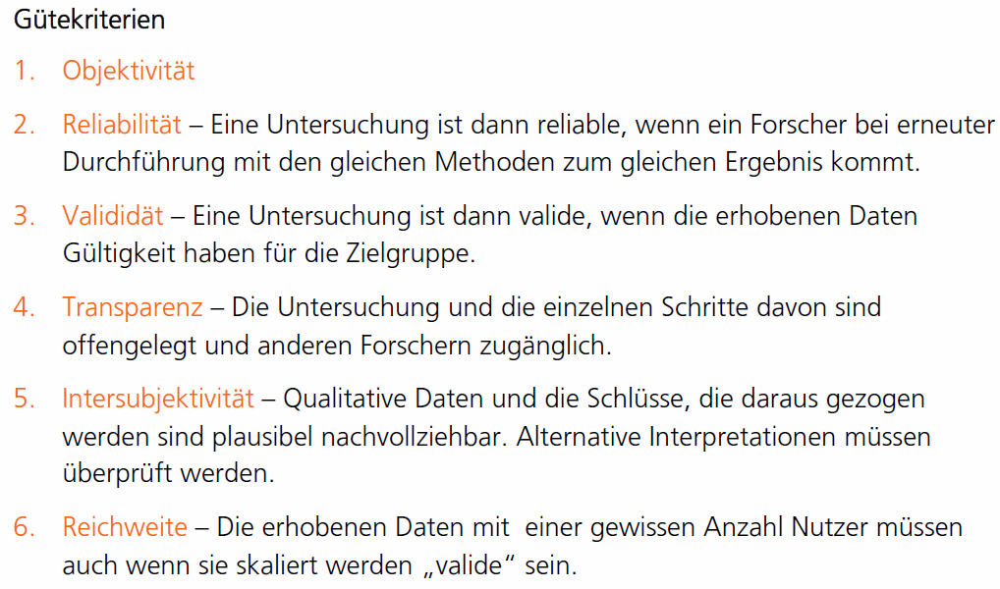 Gütekriterien
1. Objektivität
2. Reliabilität – Eine Untersuchung ist dann reliable, wenn ein Forscher bei erneuter
Durchführung mit den gleichen Methoden zum gleichen Ergebnis kommt.
3. Valididät – Eine Untersuchung ist dann valide, wenn die erhobenen Daten
Gültigkeit haben für die Zielgruppe.
4. Transparenz – Die Untersuchung und die einzelnen Schritte davon sind
offengelegt und anderen Forschern zugänglich.
5. Intersubjektivität – Qualitative Daten und die Schlüsse, die daraus gezogen
werden sind plausibel nachvollziehbar. Alternative Interpretationen müssen
überprüft werden.
6. Reichweite – Die erhobenen Daten mit  einer gewissen Anzahl Nutzer müssen
auch wenn sie skaliert werden „valide“ sein.